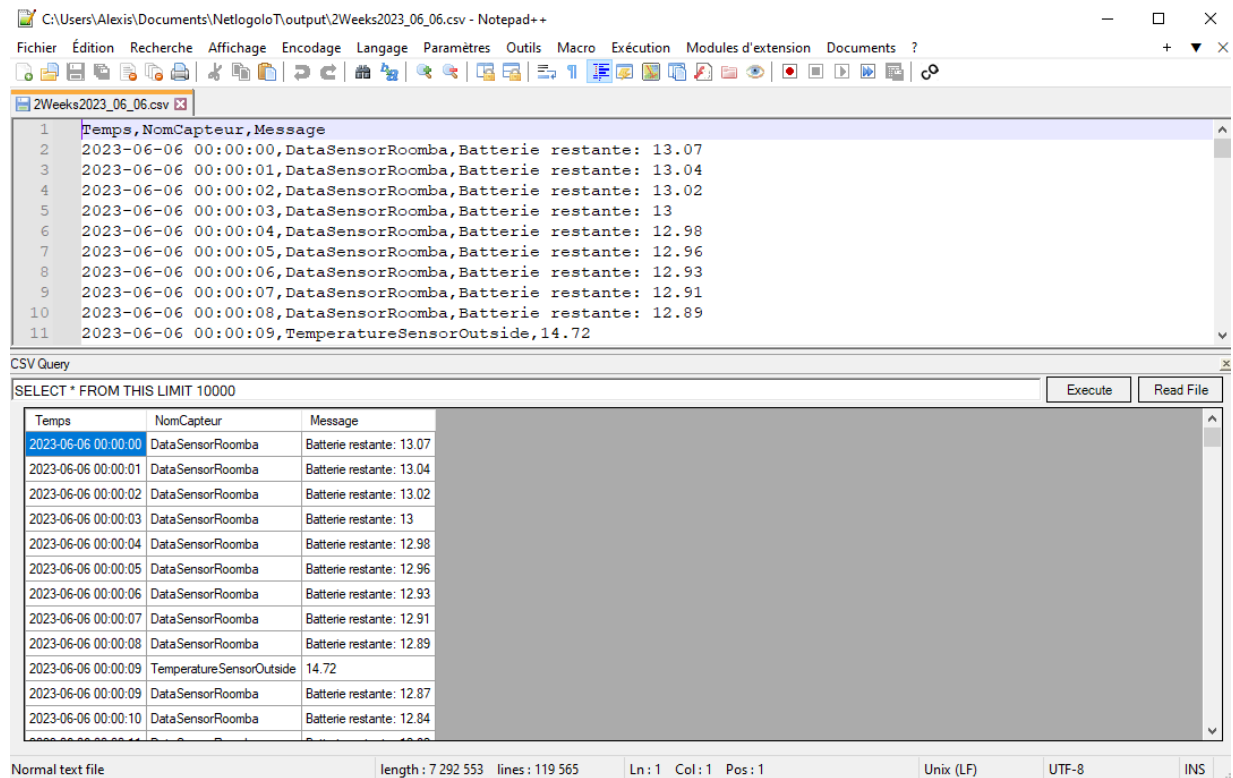 C:\Users\Alexis\Documents\NetlogoIoT\output\2Weeks2023_06_06.csv - Notepad++
Fichier Édition Recherche Affichage Encodage Langage Paramètres Outils Macro Exécution Modules d'extension Documents ?
2Weeks2023_06_06.csv
1 Temps,NomCapteur,Message
2 2023-06-06 00:00:00,DataSensorRoomba,Batterie restante: 13.07
3 2023-06-06 00:00:01,DataSensorRoomba,Batterie restante: 13.04
4 2023-06-06 00:00:02,DataSensorRoomba,Batterie restante: 13.02
5 2023-06-06 00:00:03,DataSensorRoomba,Batterie restante: 13
6 2023-06-06 00:00:04,DataSensorRoomba,Batterie restante: 12.98
7 2023-06-06 00:00:05,DataSensorRoomba,Batterie restante: 12.96
8 2023-06-06 00:00:06,DataSensorRoomba,Batterie restante: 12.93
9 2023-06-06 00:00:07,DataSensorRoomba,Batterie restante: 12.91
10 2023-06-06 00:00:08,DataSensorRoomba,Batterie restante: 12.89
11 2023-06-06 00:00:09,TemperatureSensorOutside,14.72
CSV Query
SELECT * FROM THIS LIMIT 10000 Execute Read File
Temps NomCapteur Message
2023-06-06 00:00:00 DataSensorRoomba Batterie restante: 13.07
2023-06-06 00:00:01 DataSensorRoomba Batterie restante: 13.04
2023-06-06 00:00:02 DataSensorRoomba Batterie restante: 13.02
2023-06-06 00:00:03 DataSensorRoomba Batterie restante: 13
2023-06-06 00:00:04 DataSensorRoomba Batterie restante: 12.98
2023-06-06 00:00:05 DataSensorRoomba Batterie restante: 12.96
2023-06-06 00:00:06 DataSensorRoomba Batterie restante: 12.93
2023-06-06 00:00:07 DataSensorRoomba Batterie restante: 12.91
2023-06-06 00:00:08 DataSensorRoomba Batterie restante: 12.89
2023-06-06 00:00:09 TemperatureSensorOutside 14.72
2023-06-06 00:00:09 DataSensorRoomba Batterie restante: 12.87
2023-06-06 00:00:10 DataSensorRoomba Batterie restante: 12.84
Normal text file length : 7 292 553 lines : 119 565 Ln : 1 Col : 1 Pos : 1 Unix (LF) UTF-8 INS